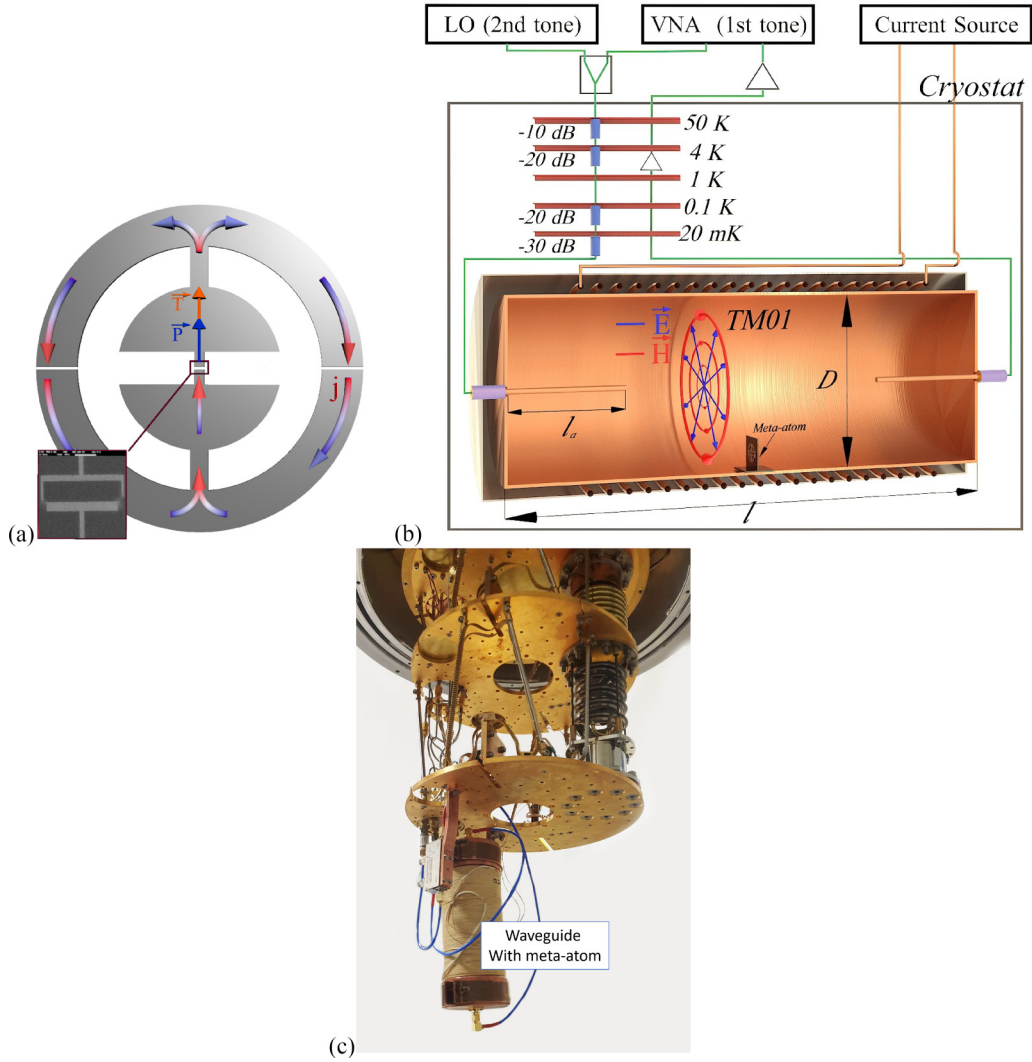 LO (2nd tone)
VNA (1st tone)
Current Source
Cryostat
-10 dB
50 K
-20 dB
4 K
1 K
-20 dB
0.1 K
-30 dB
20 mK
T
P
j
E
H
TM01
D
l_a
Meta-atom
l
(a)
(b)
Waveguide
With meta-atom
(c)